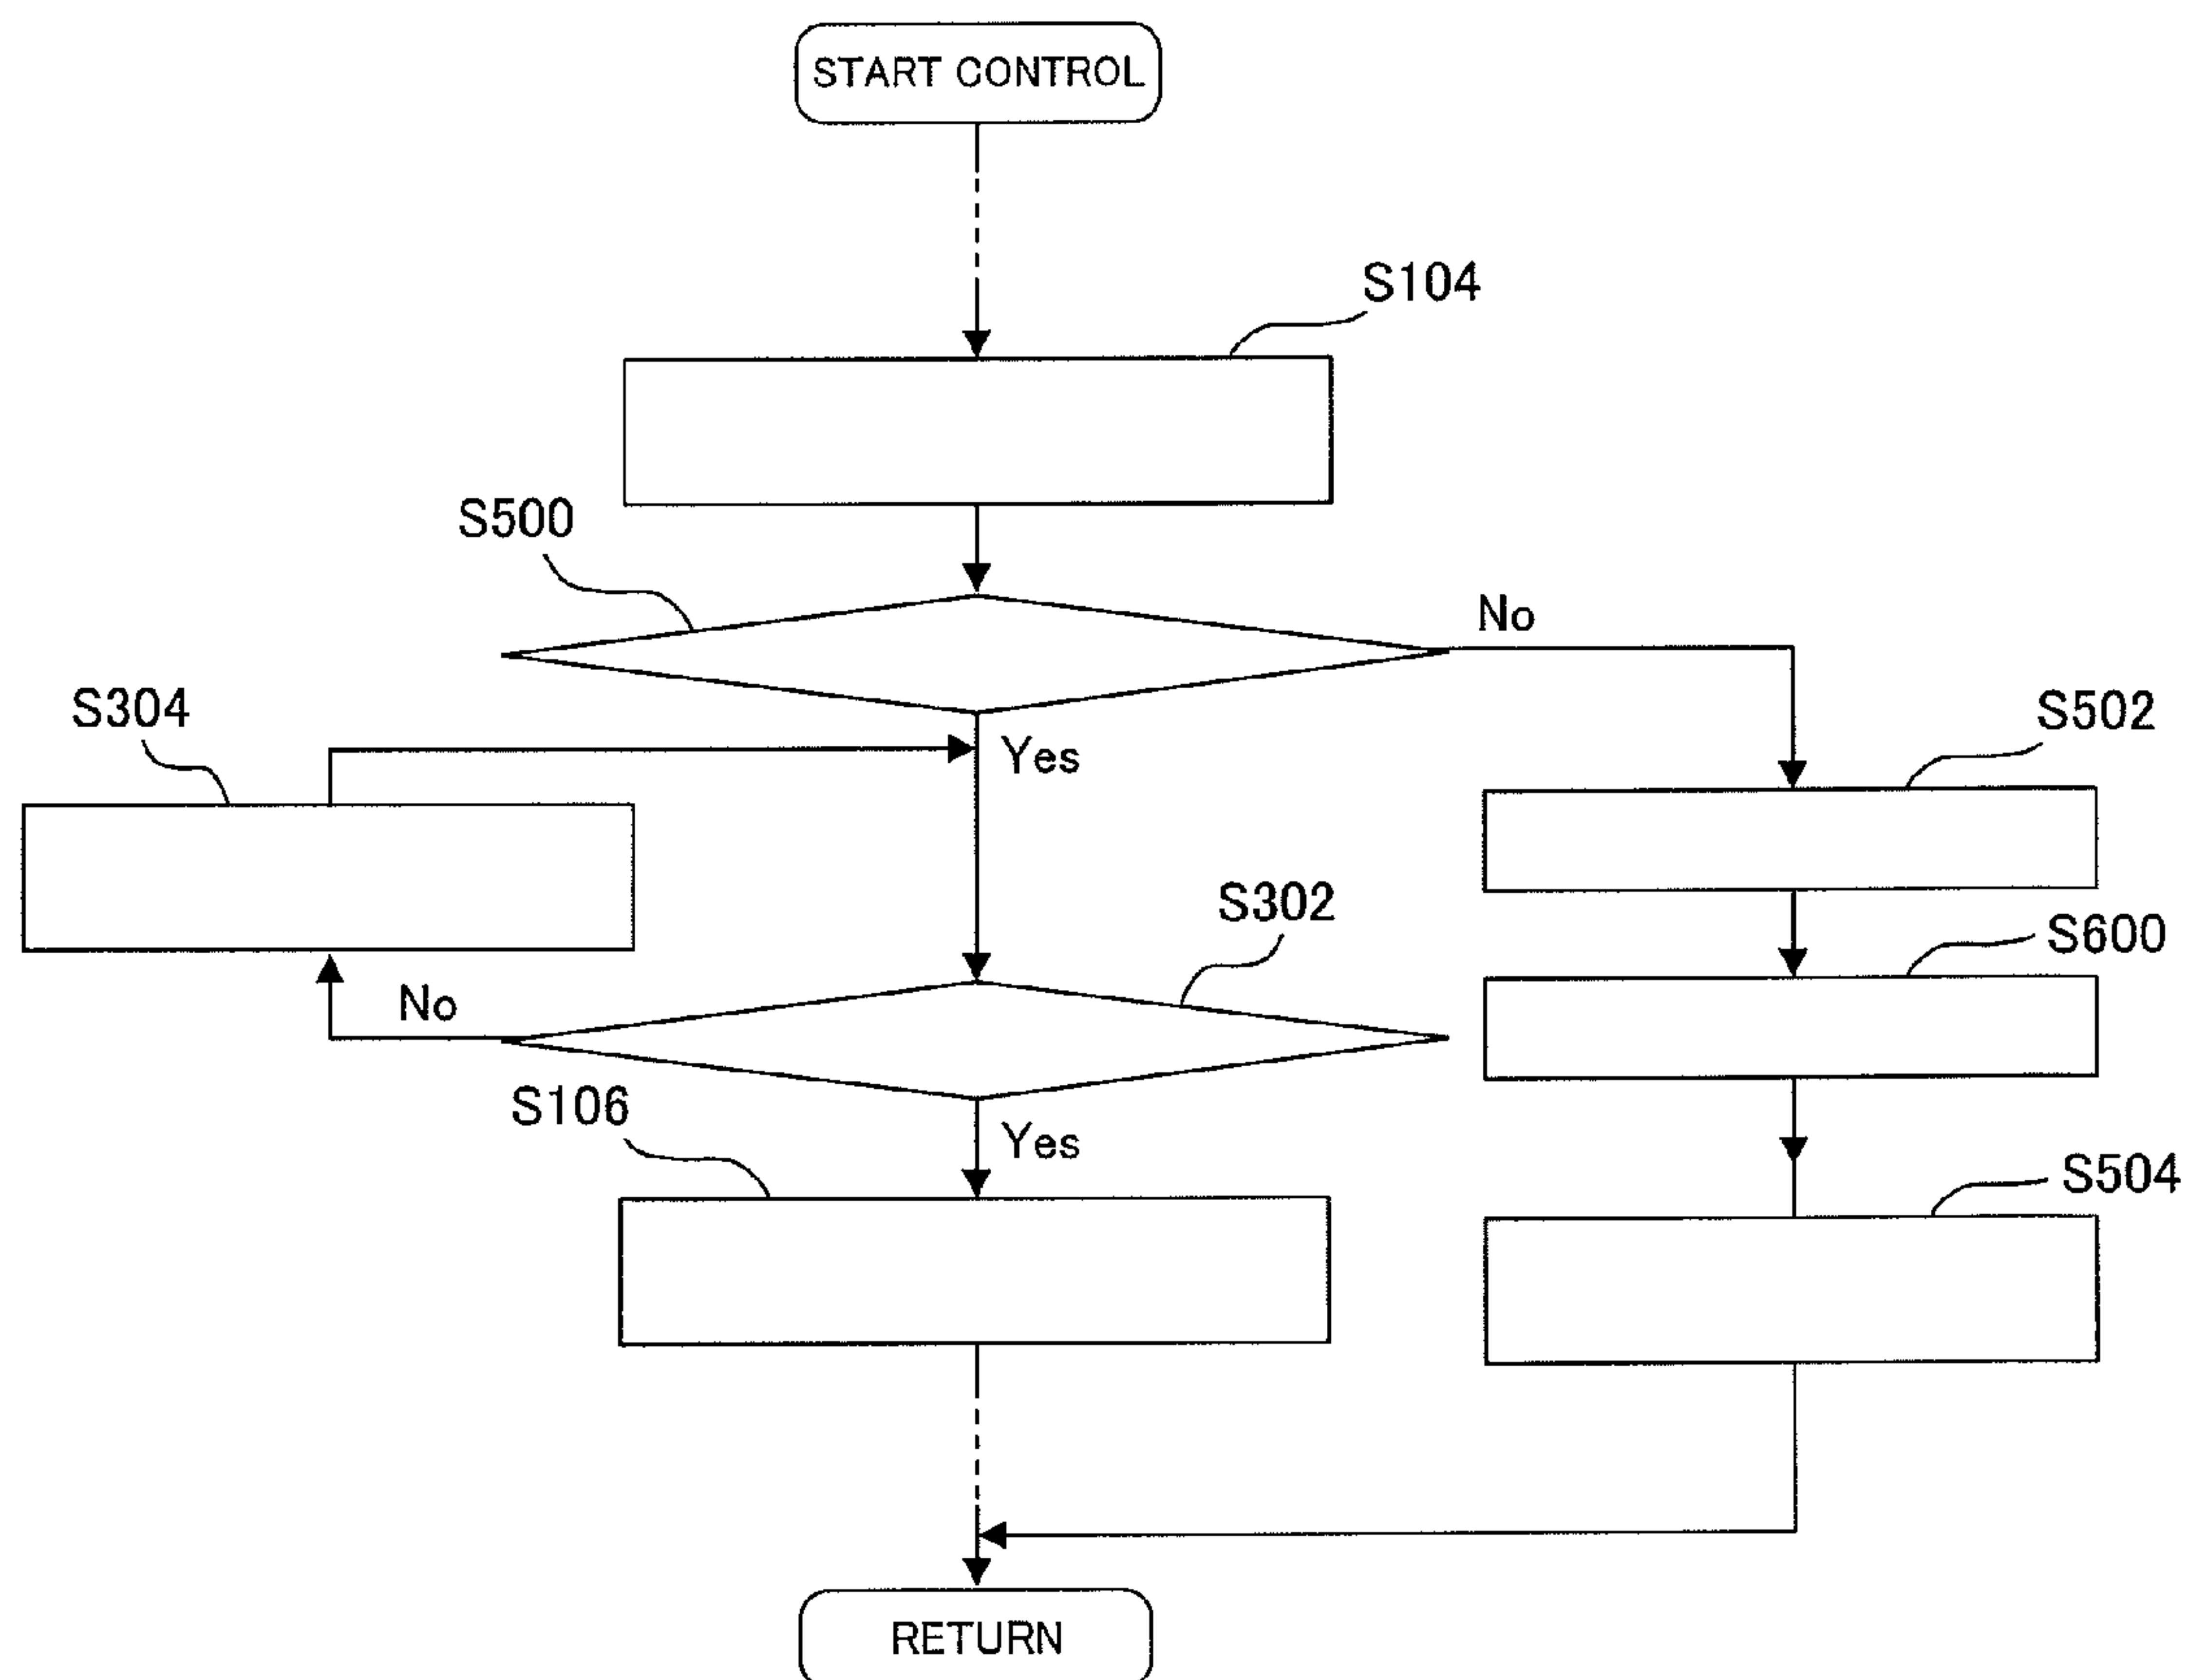 START CONTROL
S104
S500
No
S304
Yes
S502
S302
S600
No
S106
Yes
S504
RETURN